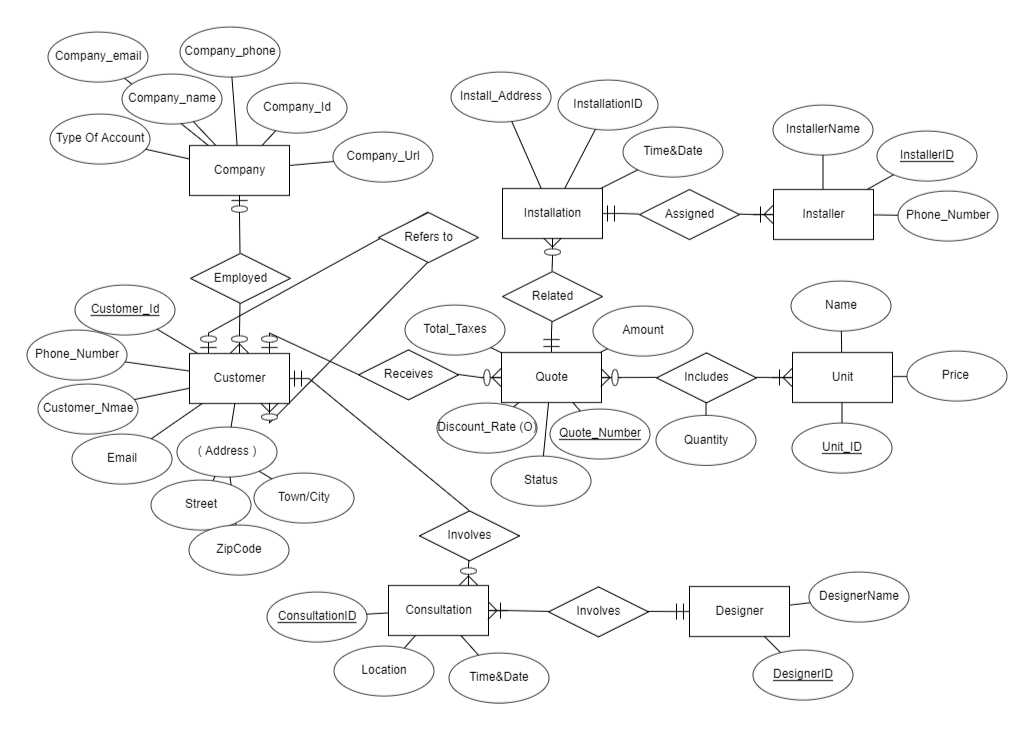 Company_email
Company_phone
Company_name
Company_Id
Type Of Account
Company_Url
Company
Install_Address
InstallationID
Time&Date
InstallerName
InstallerID
Phone_Number
Installation
Assigned
Installer
Refers to
Employed
Related
Customer_Id
Phone_Number
Customer_Nmae
Email
Customer
( Address )
Street
Town/City
ZipCode
Receives
Total_Taxes
Amount
Quote
Discount_Rate (O)
Quote_Number
Status
Includes
Quantity
Name
Unit
Price
Unit_ID
Involves
ConsultationID
Consultation
Location
Time&Date
Involves
Designer
DesignerName
DesignerID